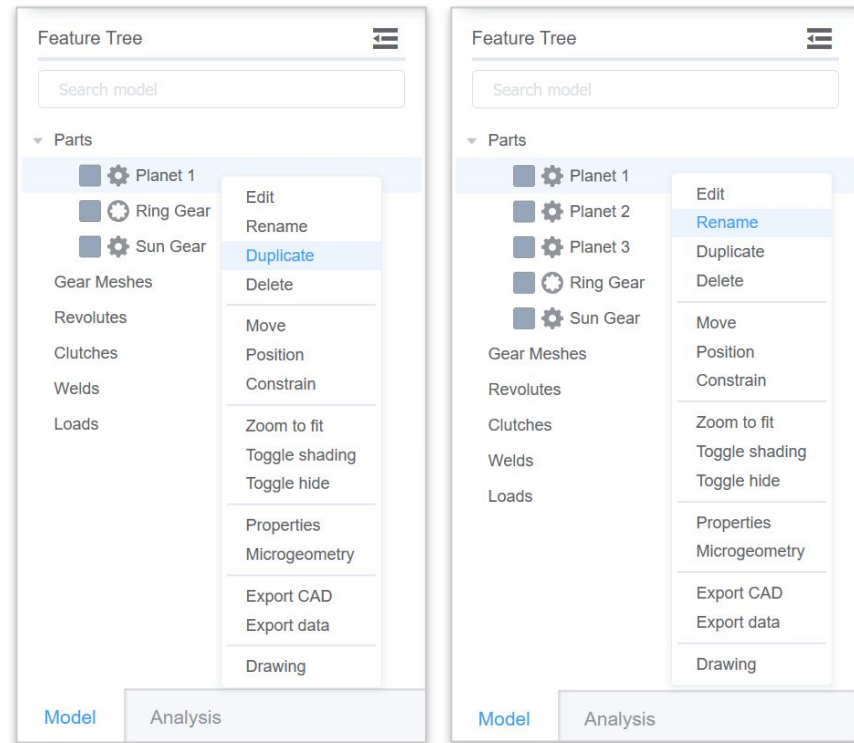 Feature Tree
Search model
Parts
Planet 1
Ring Gear
Sun Gear
Gear Meshes
Revolutes
Clutches
Welds
Loads
Edit
Rename
Duplicate
Delete
Move
Position
Constrain
Zoom to fit
Toggle shading
Toggle hide
Properties
Microgeometry
Export CAD
Export data
Drawing
Model
Analysis
Feature Tree
Search model
Parts
Planet 1
Planet 2
Planet 3
Ring Gear
Sun Gear
Gear Meshes
Revolutes
Clutches
Welds
Loads
Edit
Rename
Duplicate
Delete
Move
Position
Constrain
Zoom to fit
Toggle shading
Toggle hide
Properties
Microgeometry
Export CAD
Export data
Drawing
Model
Analysis